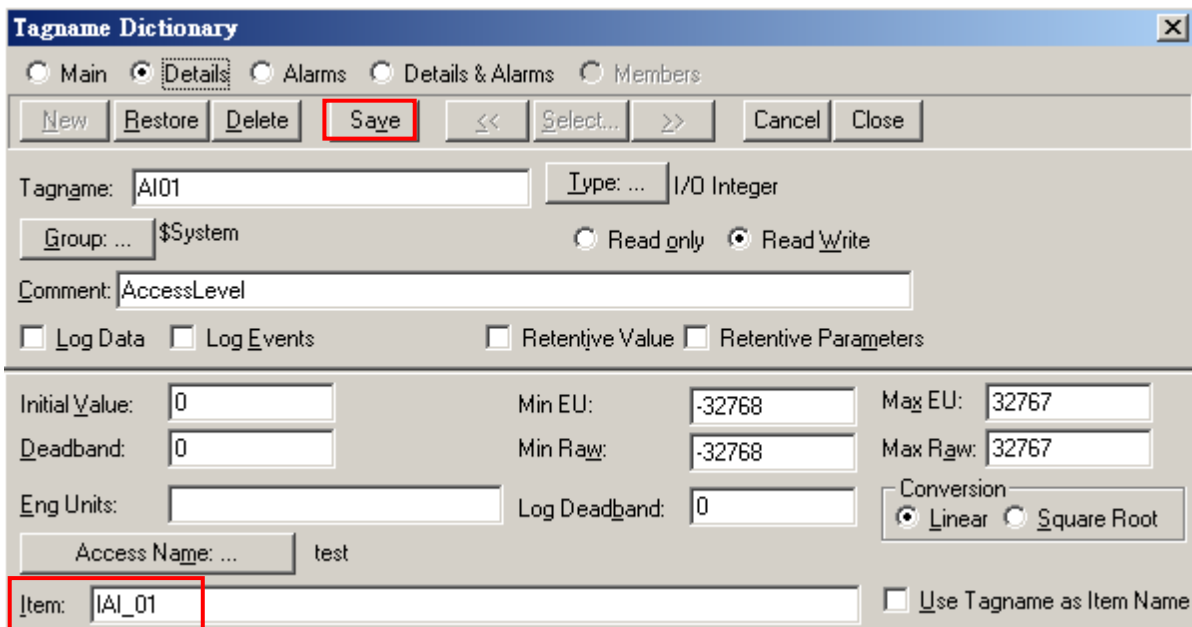 Tagname Dictionary
Main Details Alarms Details & Alarms Members
New Restore Delete Save << Select... >> Cancel Close
Tagname: AI01 Type: ... I/O Integer
Group: ... $System Read only Read Write
Comment: AccessLevel
Log Data Log Events Retentive Value Retentive Parameters
Initial Value: 0 Min EU: -32768 Max EU: 32767
Deadband: 0 Min Raw: -32768 Max Raw: 32767
Eng Units: Log Deadband: 0 Conversion
Linear Square Root
Access Name: ... test
Item: IAI_01 Use Tagname as Item Name